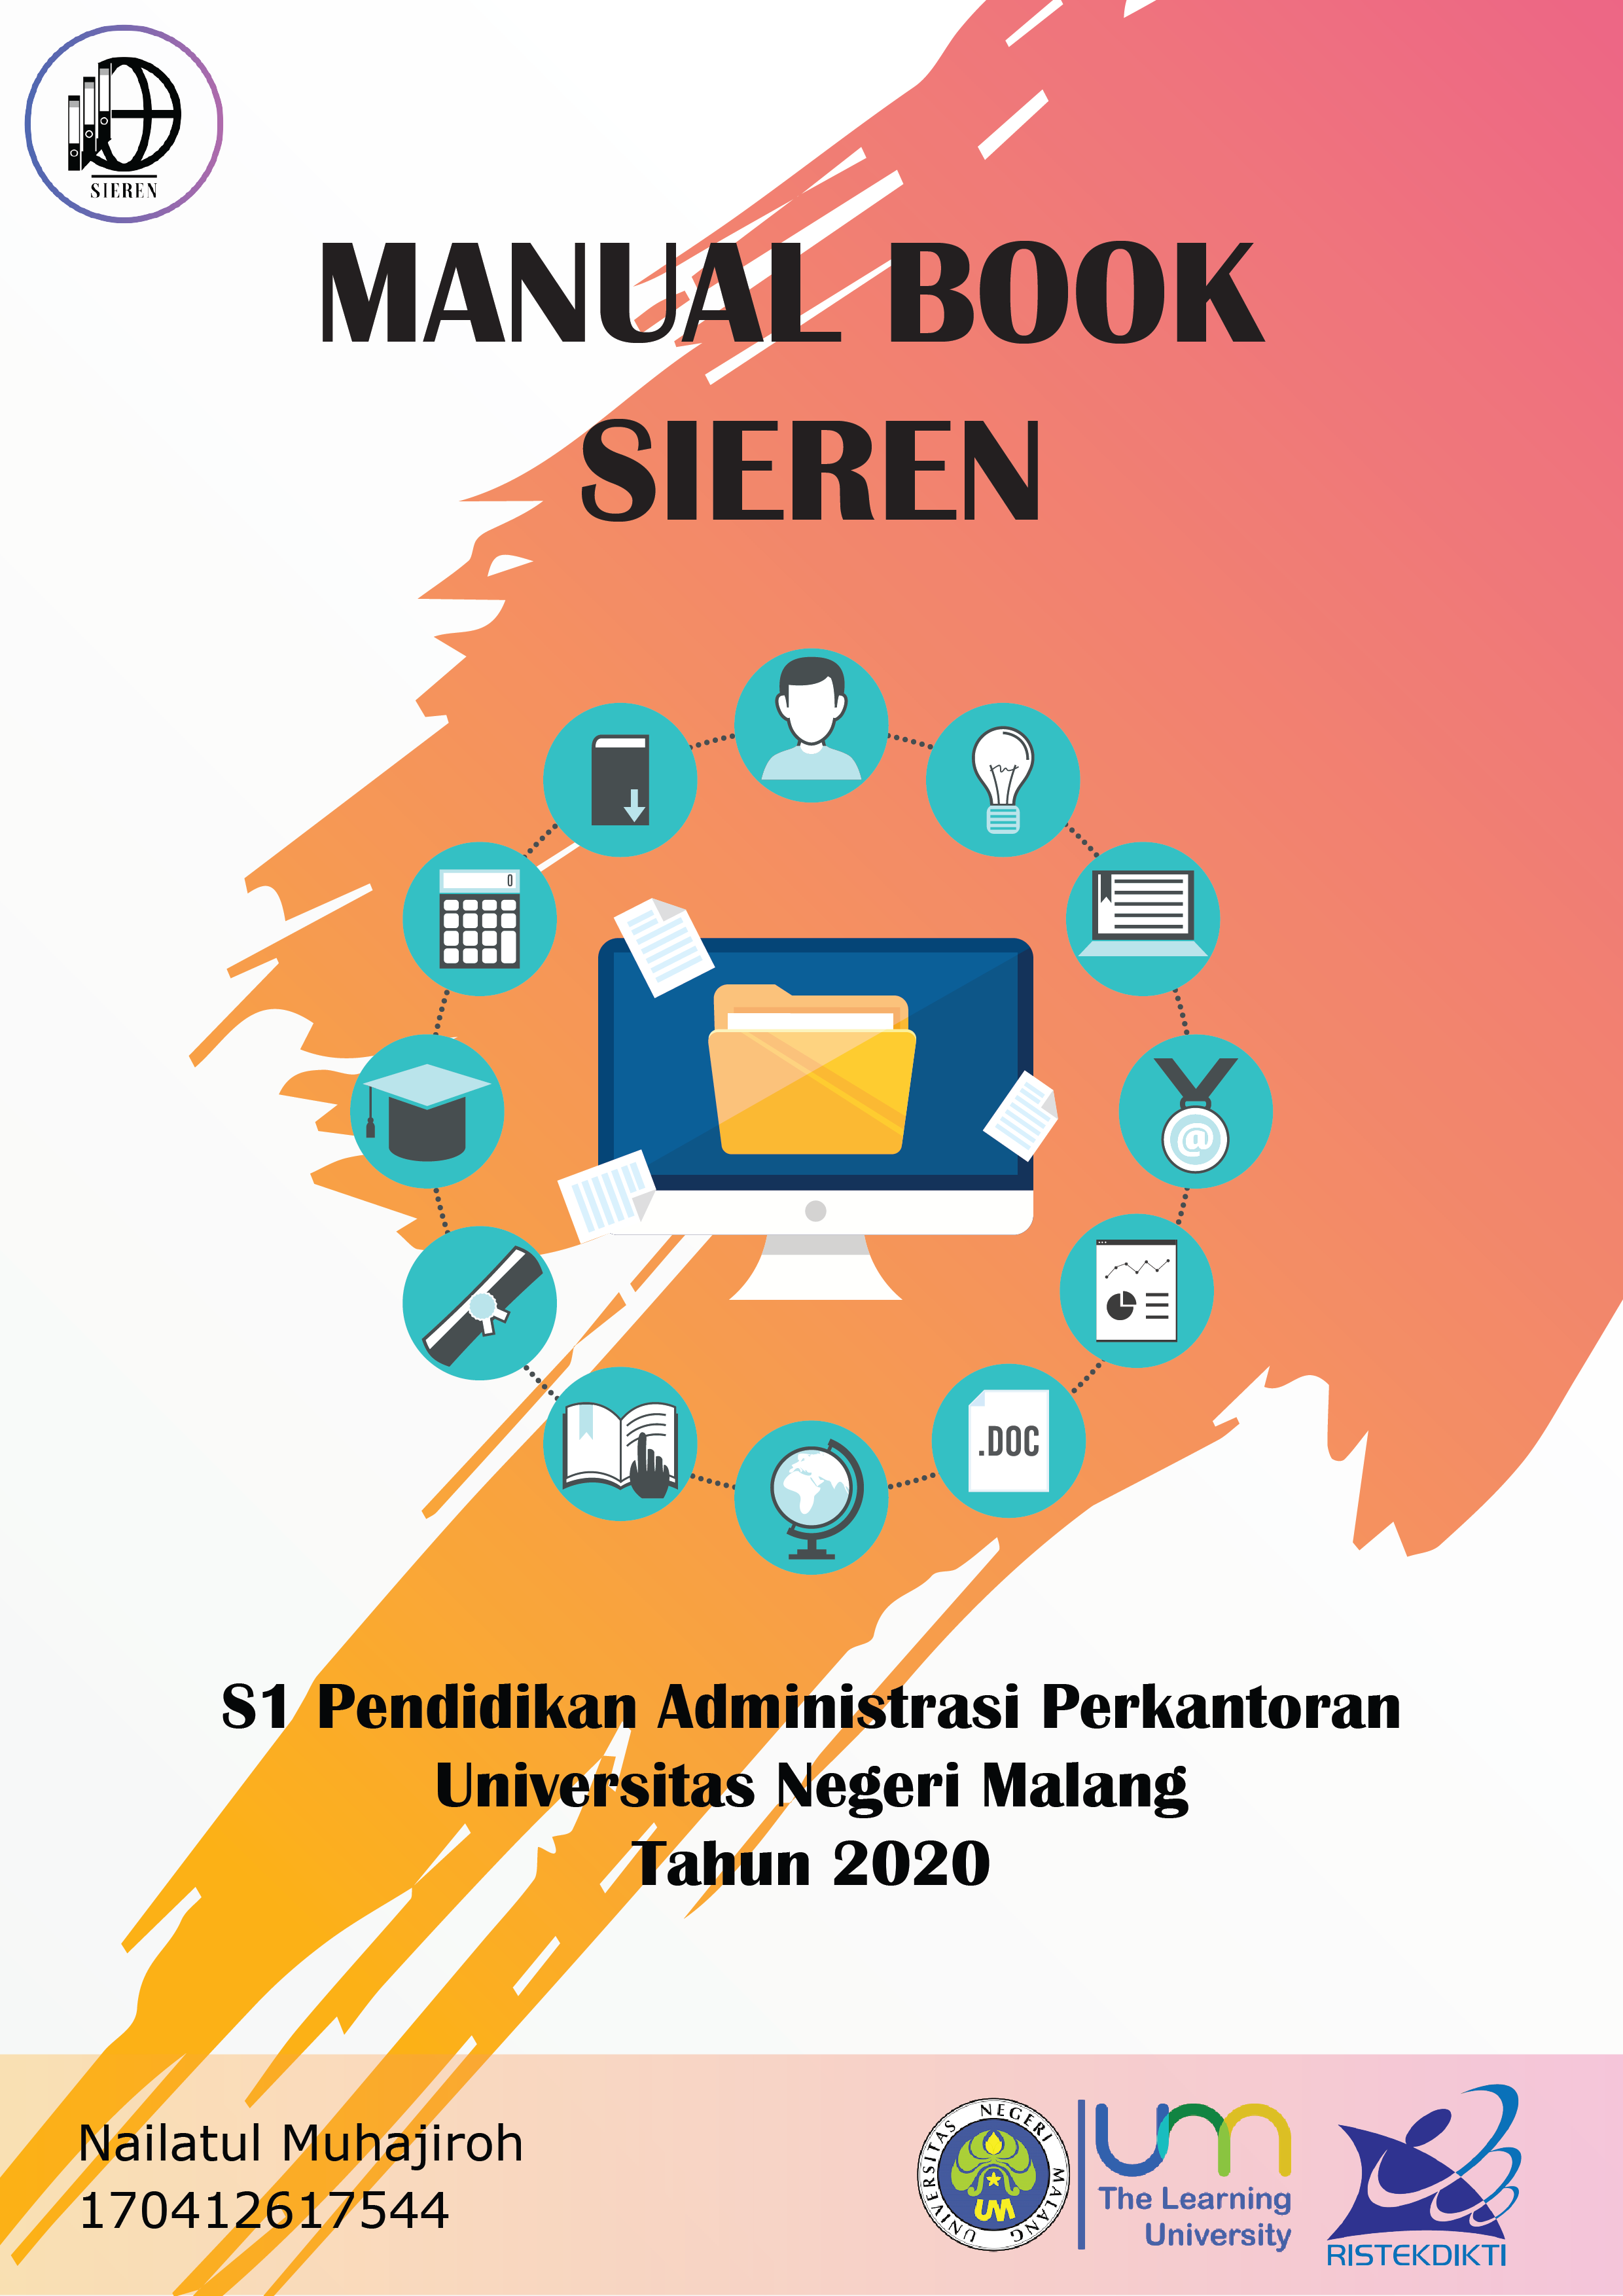 SIEREN
MANUAL BOOK
SIEREN
0
@
.DOC
S1 Pendidikan Administrasi Perkantoran
Universitas Negeri Malang
Tahun 2020
Nailatul Muhajiroh
170412617544
UNIVERSITAS NEGERI MALANG
UM
um
The Learning
University
RISTEKDIKTI